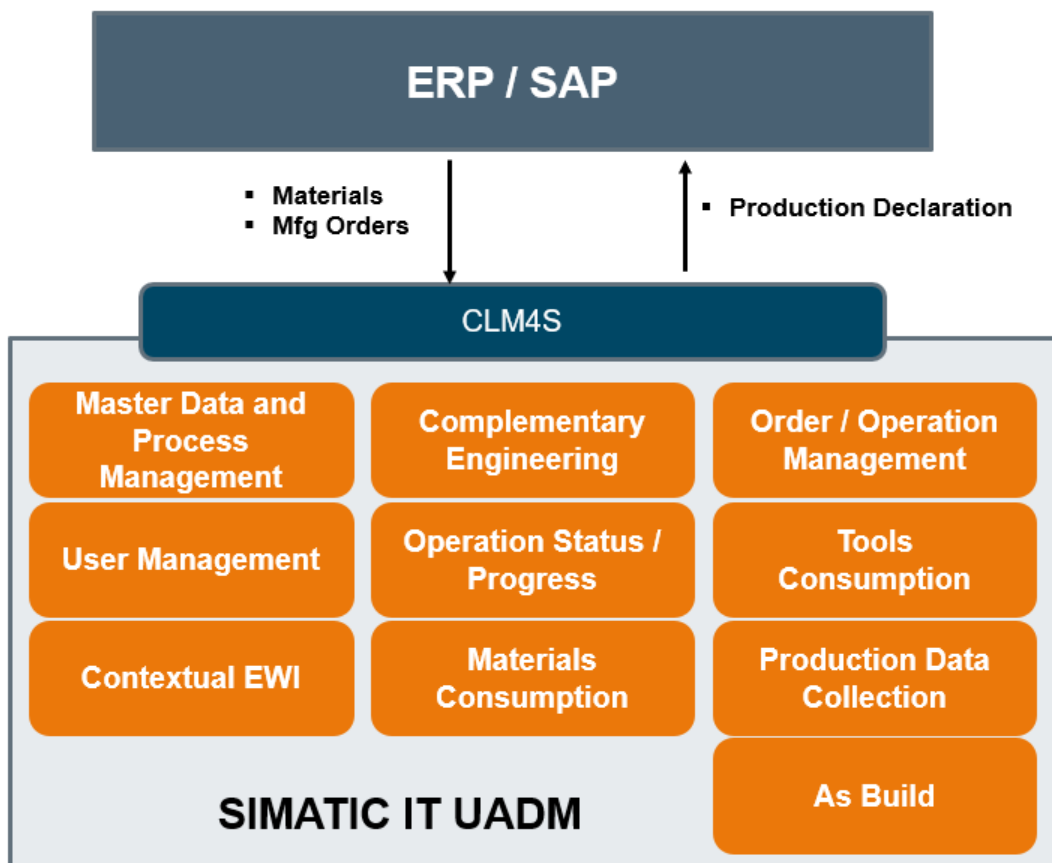 ERP / SAP
▪ Materials
▪ Mfg Orders
▪ Production Declaration
CLM4S
Master Data and
Process
Management
Complementary
Engineering
Order / Operation
Management
User Management
Operation Status /
Progress
Tools
Consumption
Contextual EWI
Materials
Consumption
Production Data
Collection
As Build
SIMATIC IT UADM